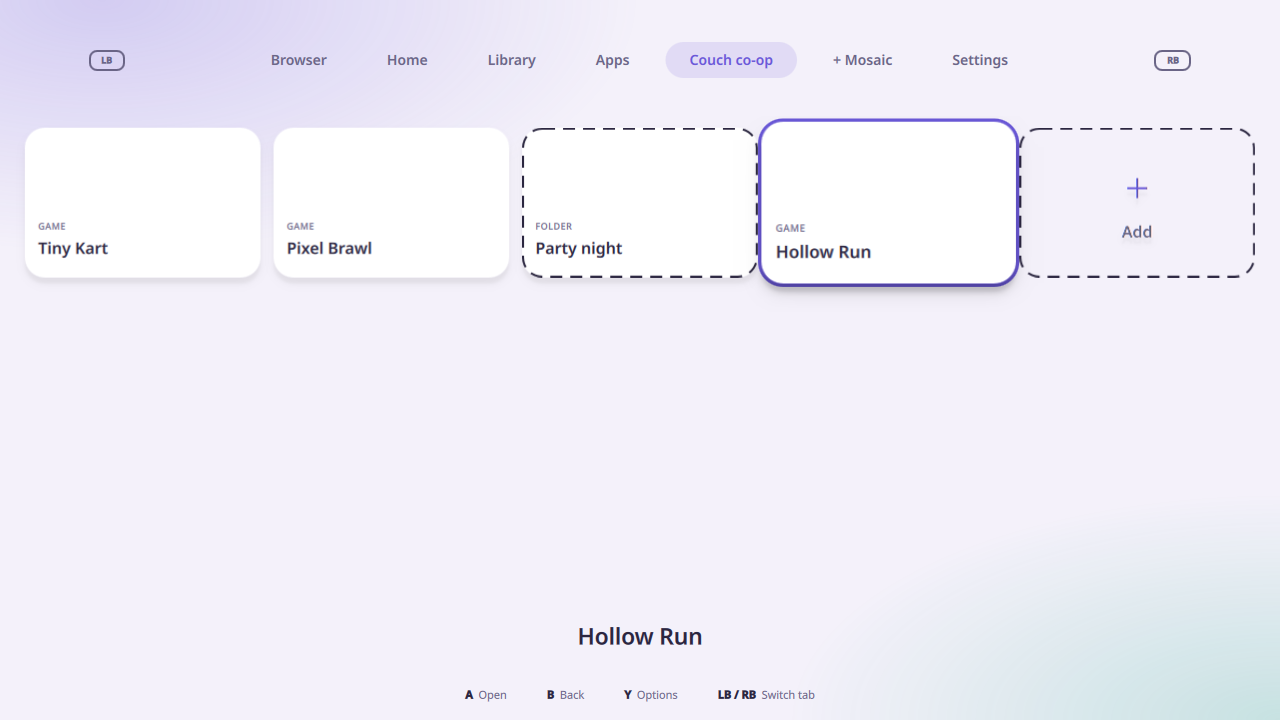 LB
Browser
Home
Library
Apps
Couch co-op
+ Mosaic
Settings
RB
GAME
Tiny Kart
GAME
Pixel Brawl
FOLDER
Party night
GAME
Hollow Run
Add
Hollow Run
A Open
B Back
Y Options
LB / RB Switch tab